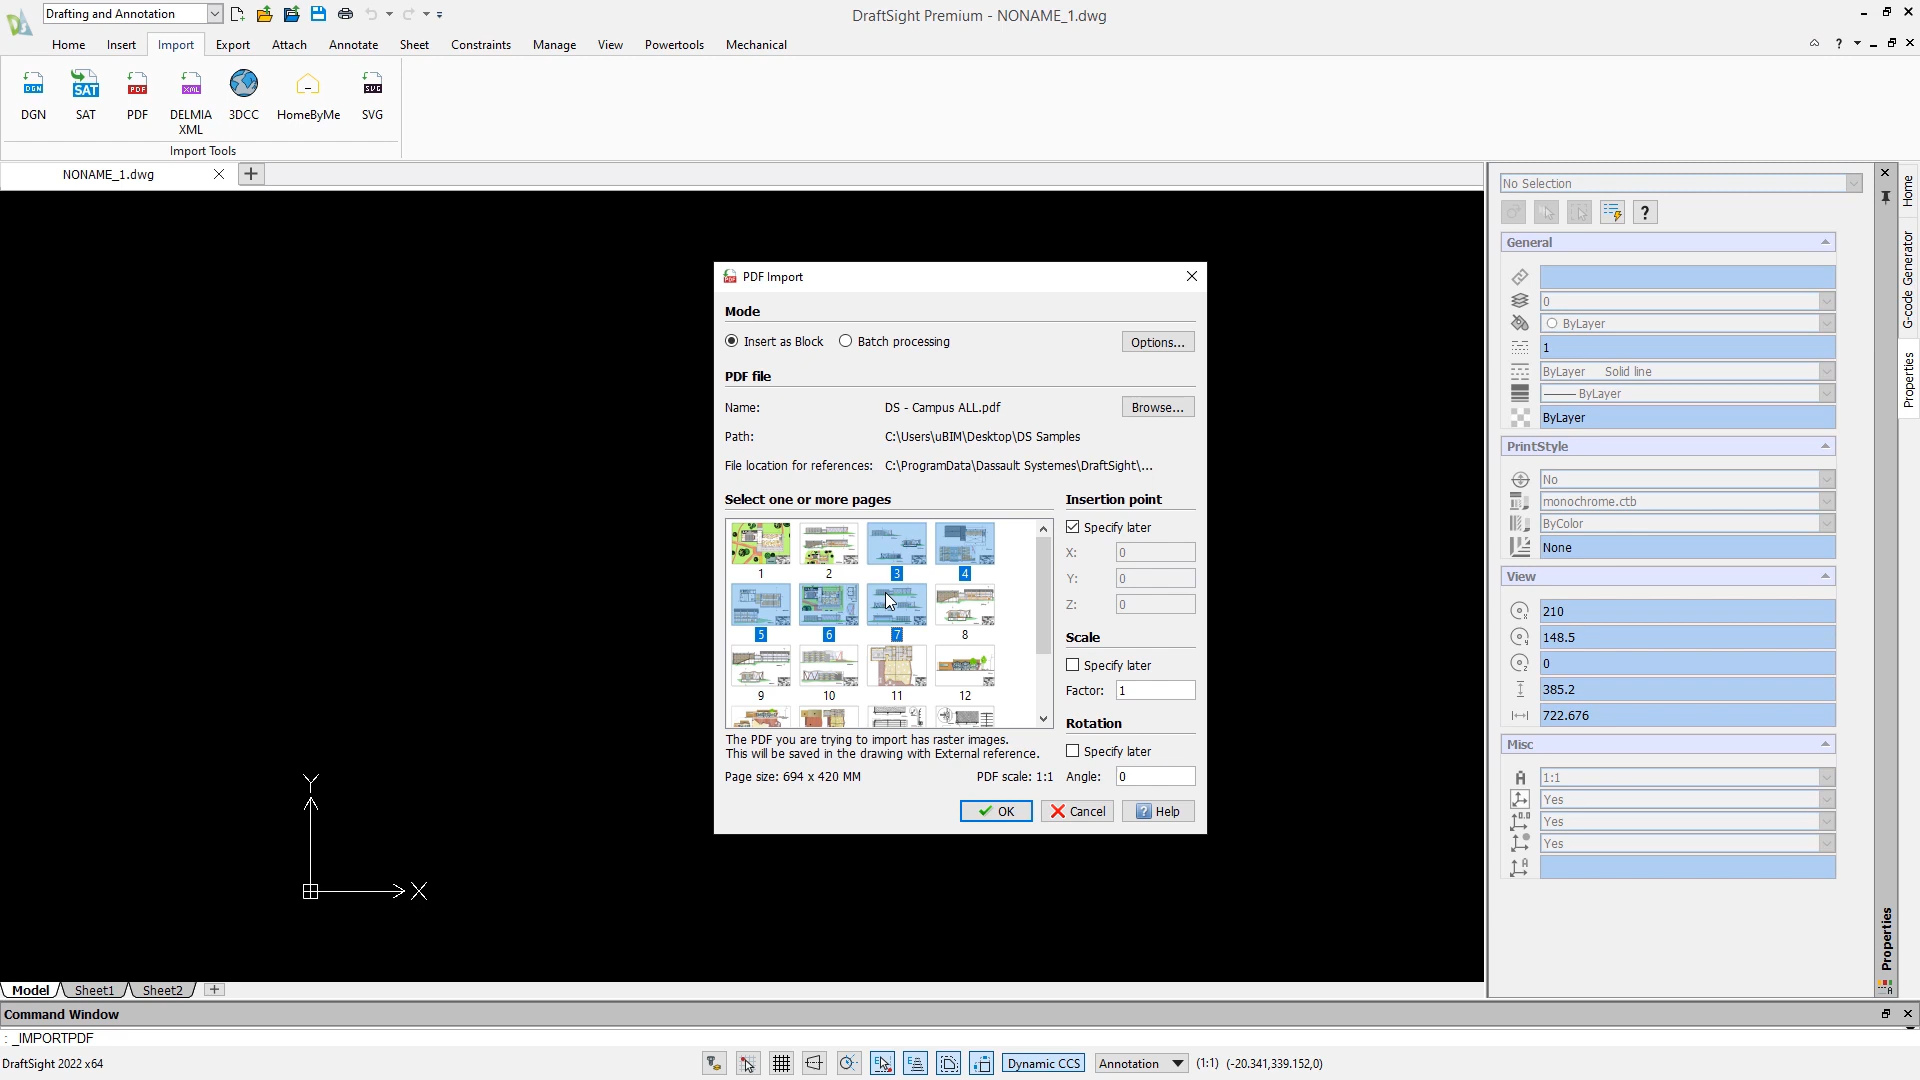 Drafting and Annotation
DraftSight Premium - NONAME_1.dwg
Home Insert Import Export Attach Annotate Sheet Constraints Manage View Powertools Mechanical
?
DGN SAT PDF DELMIA XML 3DCC HomeByMe SVG
Import Tools
NONAME_1.dwg
PDF Import
Mode
Insert as Block Batch processing Options...
PDF file
Name: DS - Campus ALL.pdf Browse...
Path: C:\Users\uBIM\Desktop\DS Samples
File location for references: C:\ProgramData\Dassault Systemes\DraftSight\...
Select one or more pages
1 2 3 4
5 6 7 8
9 10 11 12
The PDF you are trying to import has raster images.
This will be saved in the drawing with External reference.
Page size: 694 x 420 MM PDF scale: 1:1
Insertion point
Specify later
X: 0
Y: 0
Z: 0
Scale
Specify later
Factor: 1
Rotation
Specify later
Angle: 0
OK Cancel Help
Y
X
No Selection
?
General
0
ByLayer
1
ByLayer Solid line
ByLayer
ByLayer
PrintStyle
No
monochrome.ctb
ByColor
None
View
210
148.5
0
385.2
722.676
Misc
1:1
Yes
Yes
Yes
Properties
Home
G-code Generator
Properties
Model Sheet1 Sheet2
Command Window
: _IMPORTPDF
DraftSight 2022 x64
Dynamic CCS Annotation (1:1) (-20.341,339.152,0)